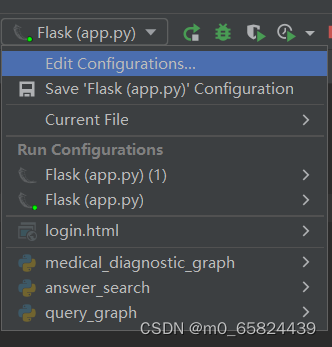 Flask (app.py)
Edit Configurations...
Save 'Flask (app.py)' Configuration
Current File
Run Configurations
Flask (app.py) (1)
Flask (app.py)
login.html
medical_diagnostic_graph
answer_search
query_graph
CSDN @m0_65824439